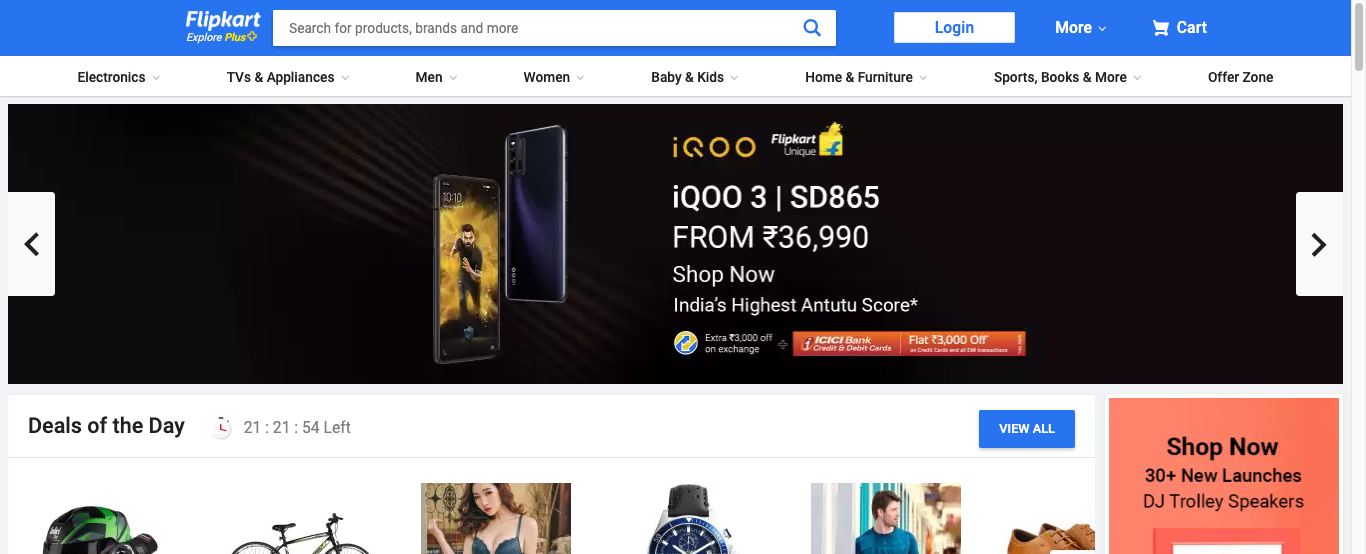 Flipkart
Explore Plus
Search for products, brands and more
Login
More
Cart
Electronics
TVs & Appliances
Men
Women
Baby & Kids
Home & Furniture
Sports, Books & More
Offer Zone
iQOO
Flipkart
Unique
iQOO 3 | SD865
FROM ₹36,990
Shop Now
India's Highest Antutu Score*
Extra ₹3,000 off
on exchange
+
ICICI Bank
Credit & Debit Cards
Flat ₹3,000 Off
on Credit Cards and all EMI transactions
10:10
iQOO
Deals of the Day
21 : 21 : 54 Left
VIEW ALL
Shop Now
30+ New Launches
DJ Trolley Speakers